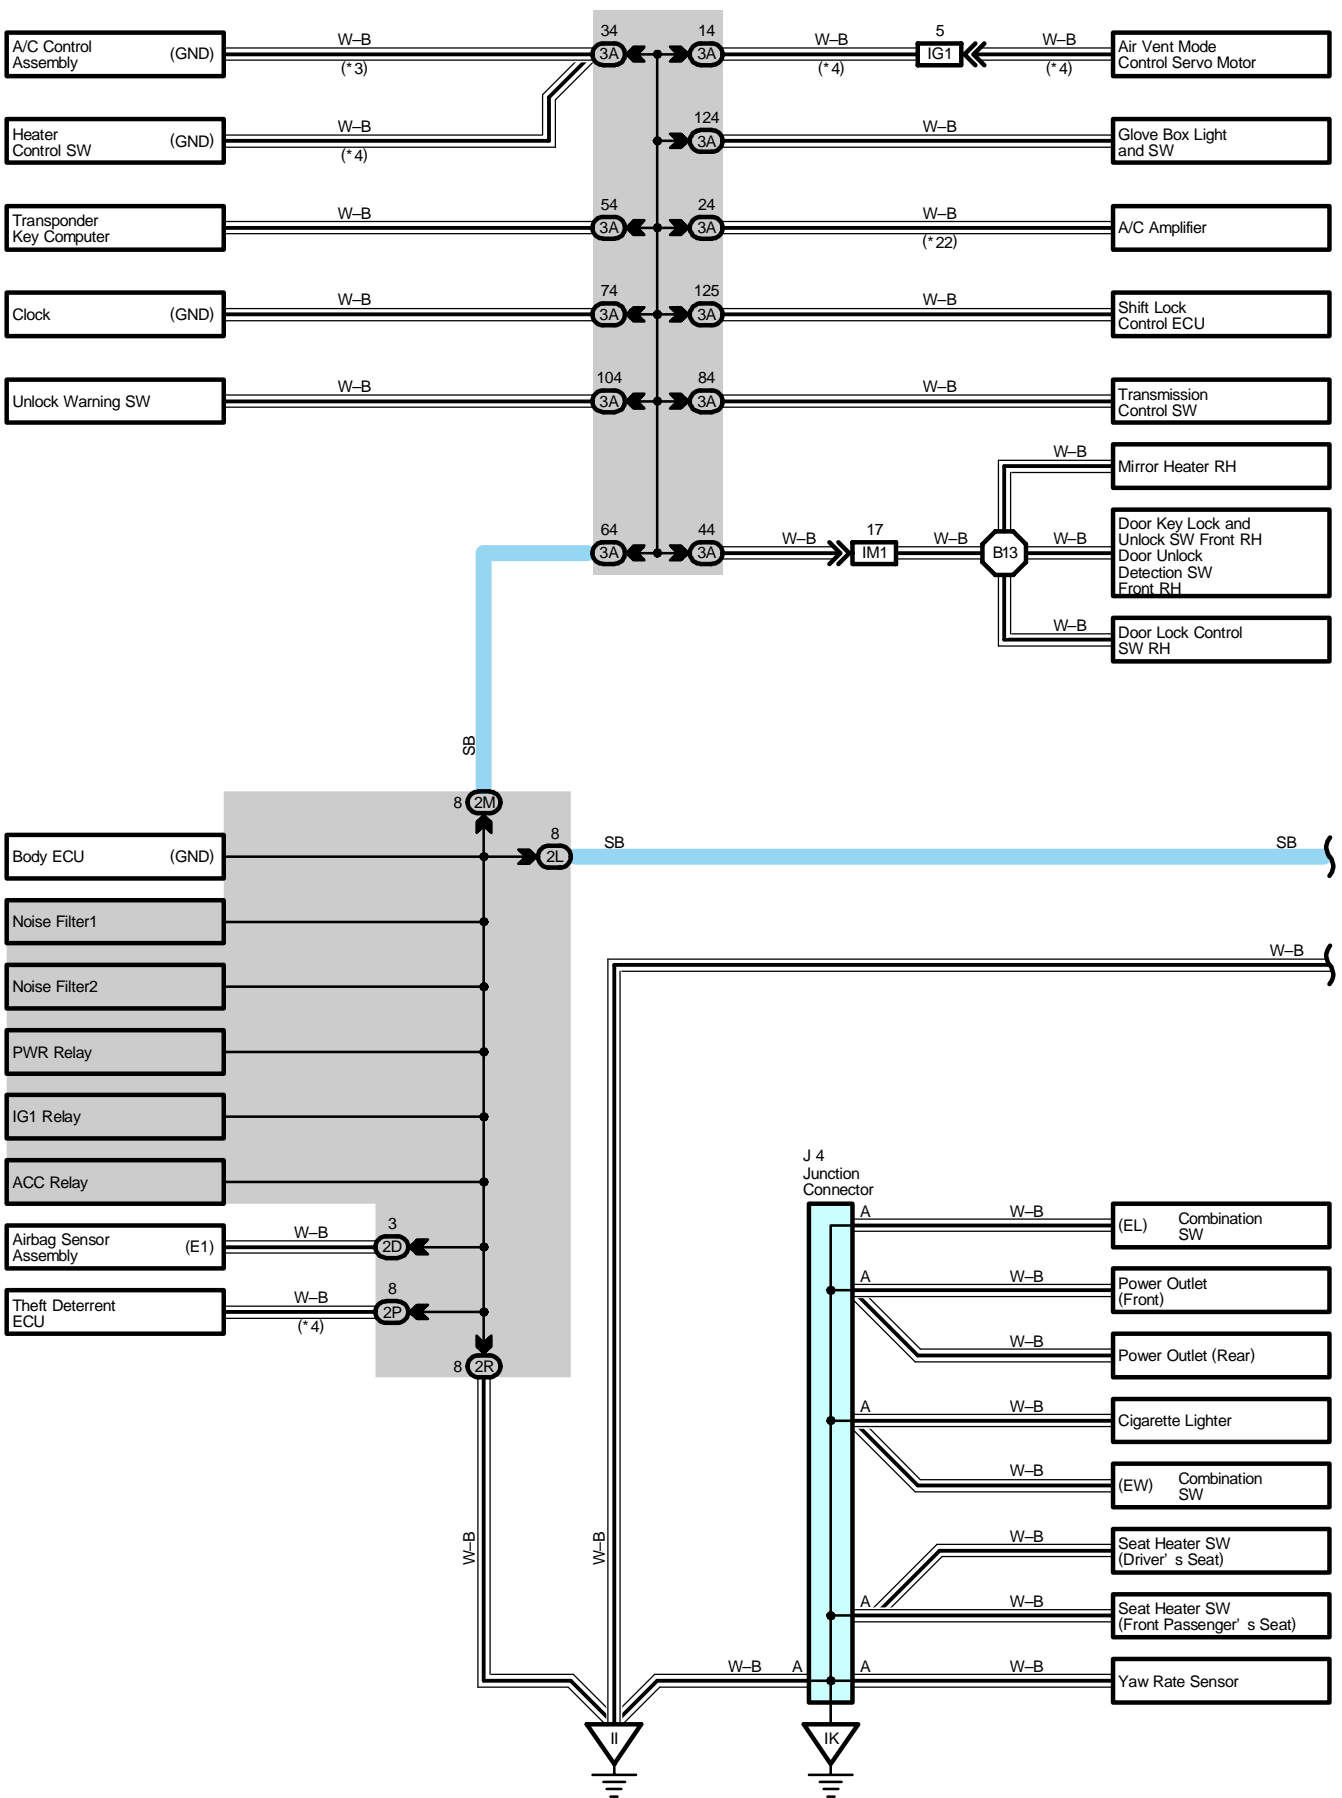 34
14
5
A/C Control
Assembly
(GND)
W–B
(*3)
3A
3A
W–B
(*4)
IG1
W–B
(*4)
Air Vent Mode
Control Servo Motor
Heater
Control SW
(GND)
W–B
(*4)
124
3A
W–B
Glove Box Light
and SW
Transponder
Key Computer
W–B
54
3A
24
3A
W–B
(*22)
A/C Amplifier
Clock
(GND)
W–B
74
3A
125
3A
W–B
Shift Lock
Control ECU
Unlock Warning SW
W–B
104
3A
84
3A
W–B
Transmission
Control SW
W–B
Mirror Heater RH
64
3A
44
3A
W–B
17
IM1
W–B
B13
W–B
Door Key Lock and
Unlock SW Front RH
Door Unlock
Detection SW
Front RH
W–B
Door Lock Control
SW RH
SB
8
2M
Body ECU
(GND)
8
2L
SB
SB
Noise Filter1
W–B
Noise Filter2
PWR Relay
IG1 Relay
ACC Relay
J 4
Junction
Connector
Airbag Sensor
Assembly
(E1)
W–B
3
2D
A
W–B
(EL)
Combination
SW
Theft Deterrent
ECU
W–B
(*4)
8
2P
A
W–B
Power Outlet
(Front)
8
2R
W–B
Power Outlet (Rear)
A
W–B
Cigarette Lighter
W–B
(EW)
Combination
SW
W–B
W–B
W–B
Seat Heater SW
(Driver' s Seat)
A
W–B
Seat Heater SW
(Front Passenger' s Seat)
W–B
A
A
W–B
Yaw Rate Sensor
II
IK